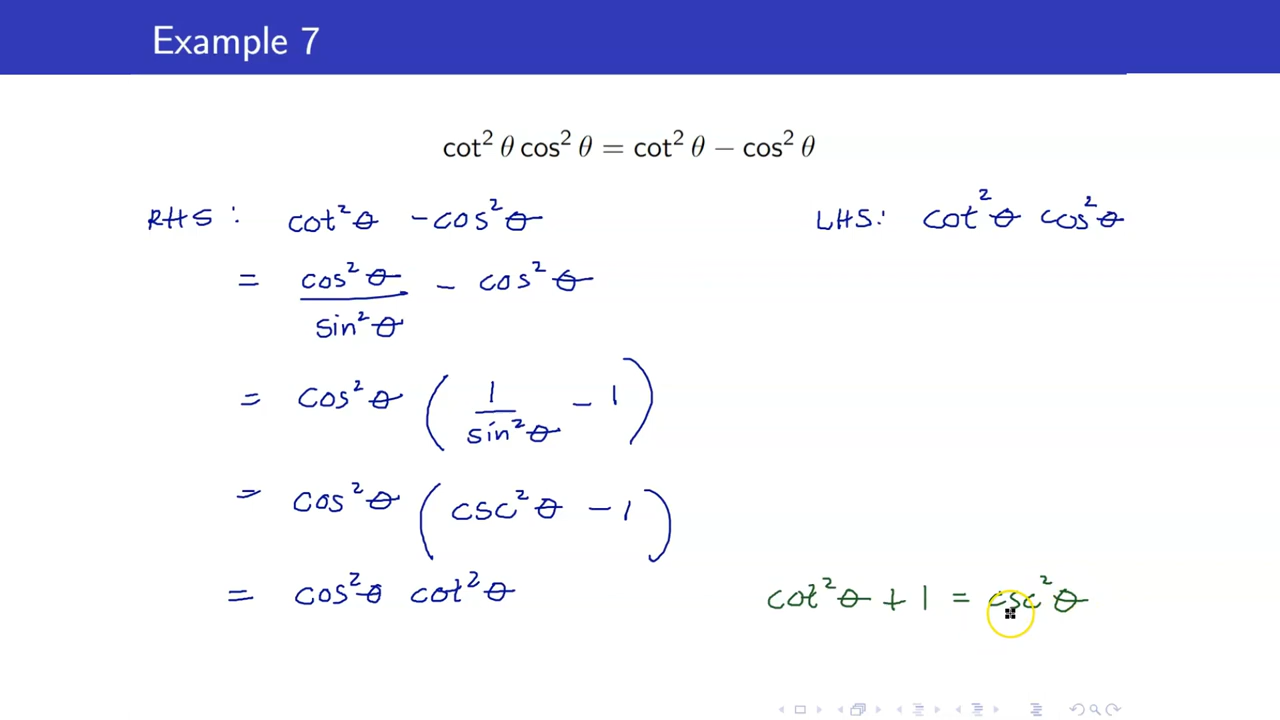 Example 7
cot² θ cos² θ = cot² θ − cos² θ
RHS : cot²θ − cos²θ
= cos²θ / sin²θ − cos²θ
= cos²θ ( 1 / sin²θ − 1 )
= cos²θ ( csc²θ − 1 )
= cos²θ cot²θ
LHS: cot²θ cos²θ
cot²θ + 1 = csc²θ